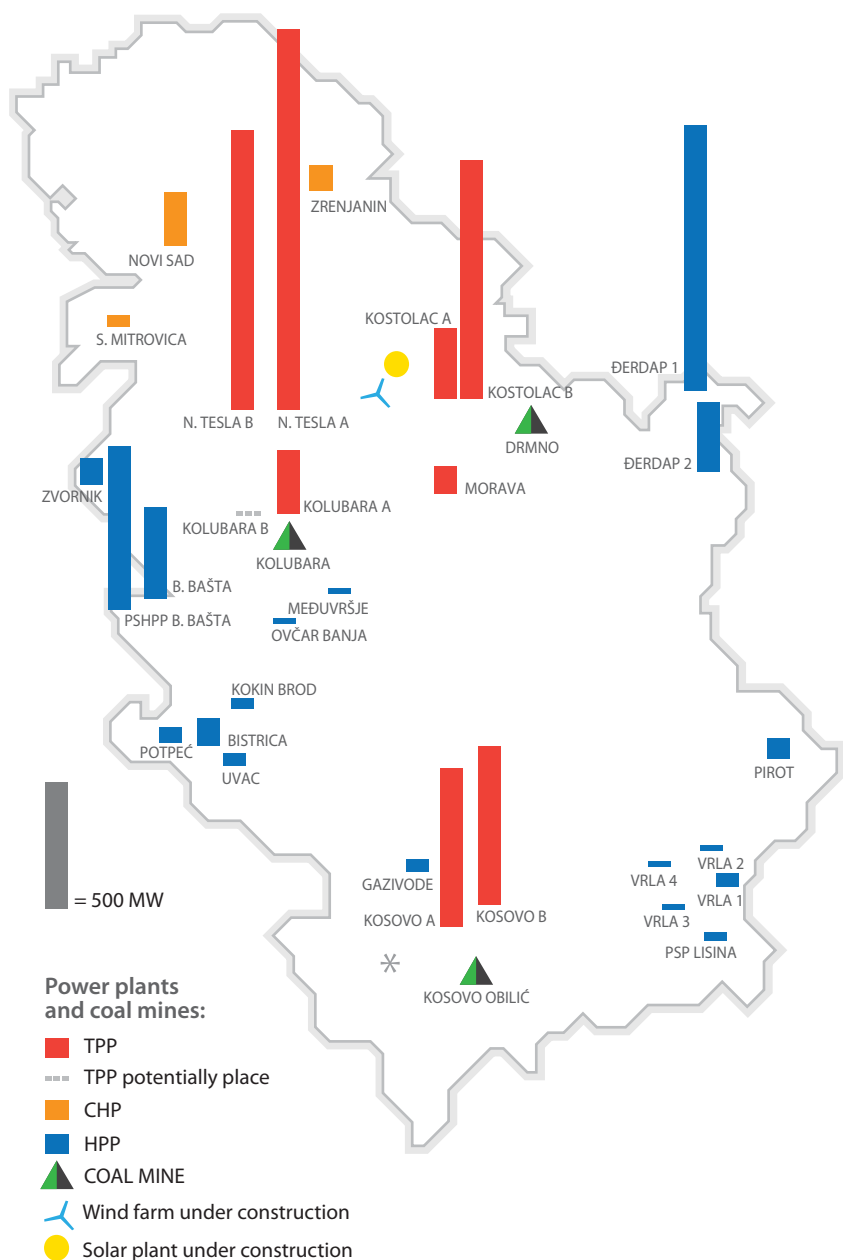 ZRENJANIN
NOVI SAD
S. MITROVICA
KOSTOLAC A
ĐERDAP 1
KOSTOLAC B
N. TESLA B
N. TESLA A
DRMNO
ĐERDAP 2
ZVORNIK
MORAVA
KOLUBARA A
KOLUBARA B
KOLUBARA
B. BAŠTA
MEĐUVRŠJE
PSHPP B. BAŠTA
OVČAR BANJA
KOKIN BROD
BISTRICA
POTPEĆ
UVAC
PIROT
VRLA 2
GAZIVODE
VRLA 4
= 500 MW
VRLA 1
KOSOVO A
KOSOVO B
VRLA 3
PSP LISINA
KOSOVO OBILIĆ
*
Power plants
and coal mines:
TPP
TPP potentially place
CHP
HPP
COAL MINE
Wind farm under construction
Solar plant under construction